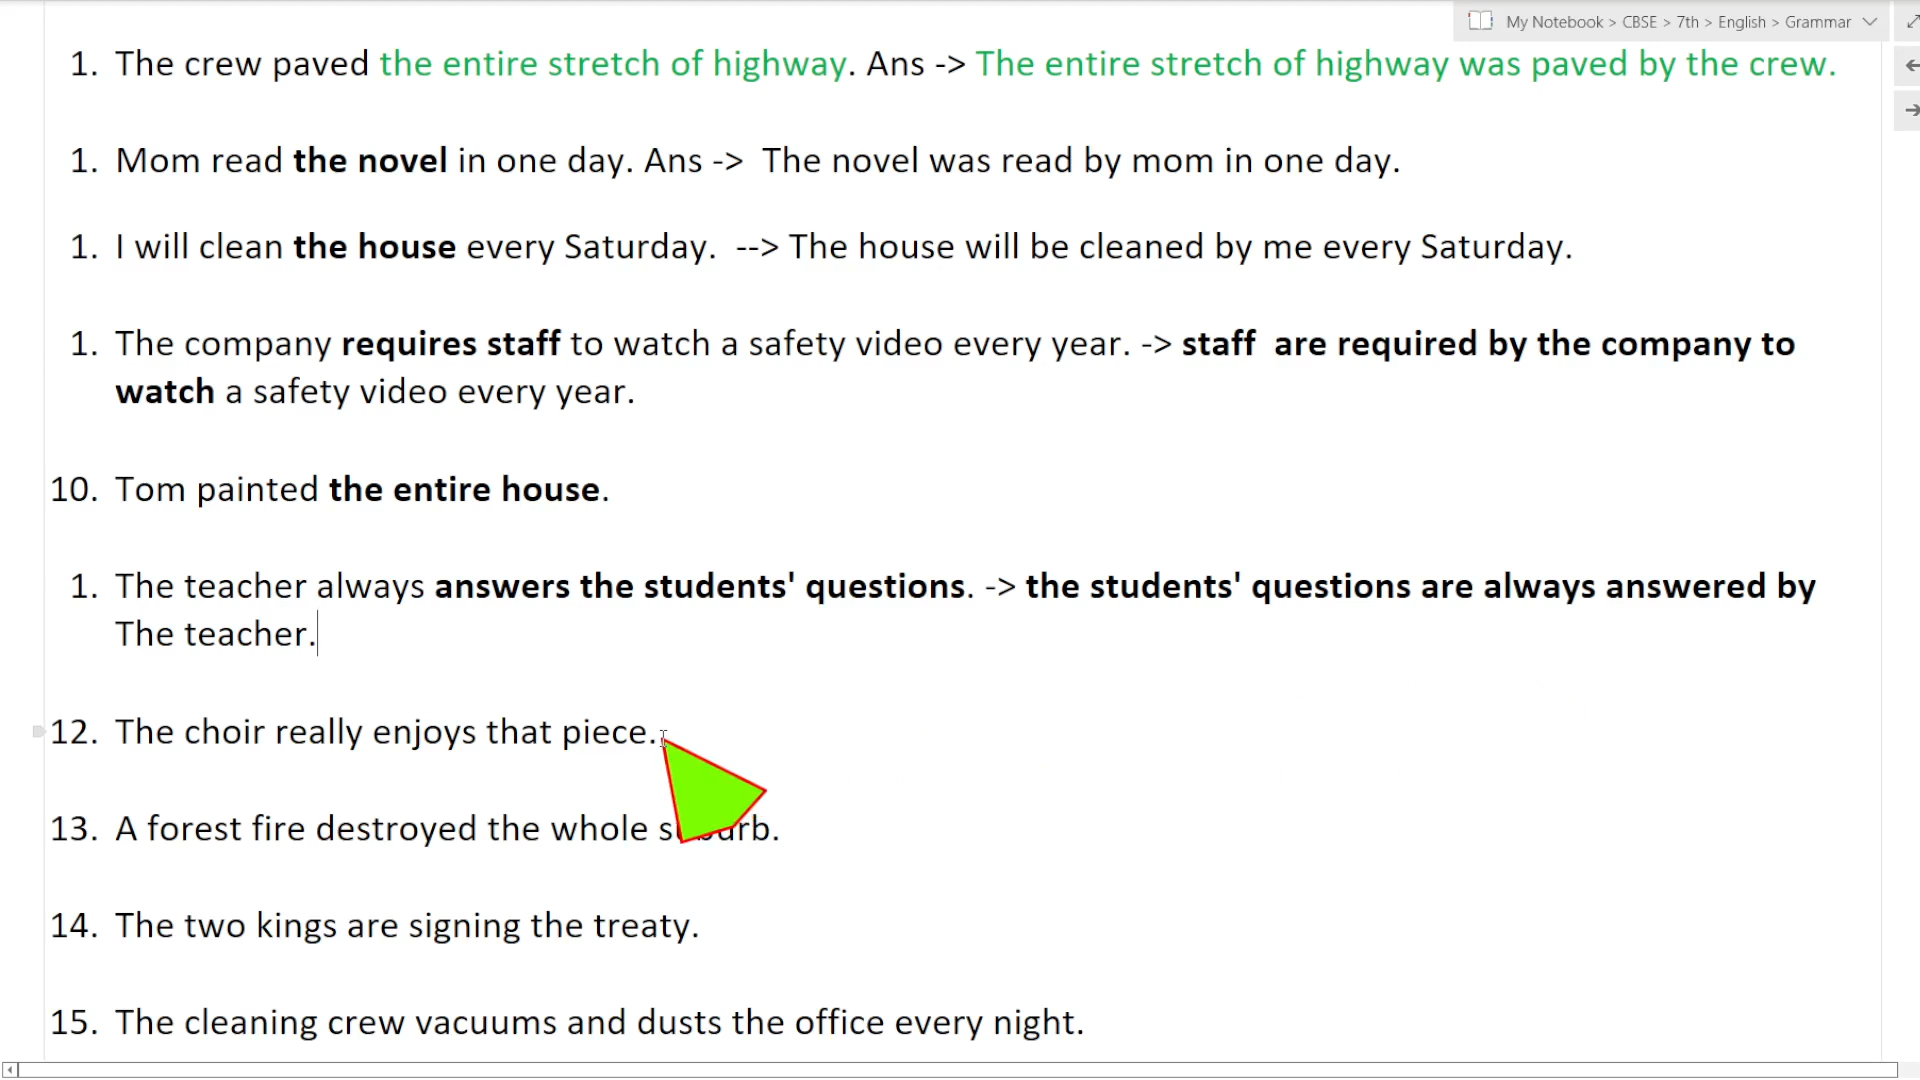 My Notebook > CBSE > 7th > English > Grammar
1. The crew paved the entire stretch of highway. Ans -> The entire stretch of highway was paved by the crew.
1. Mom read the novel in one day. Ans -> The novel was read by mom in one day.
1. I will clean the house every Saturday. --> The house will be cleaned by me every Saturday.
1. The company requires staff to watch a safety video every year. -> staff are required by the company to
watch a safety video every year.
10. Tom painted the entire house.
1. The teacher always answers the students' questions. -> the students' questions are always answered by
The teacher.
12. The choir really enjoys that piece.
13. A forest fire destroyed the whole suburb.
14. The two kings are signing the treaty.
15. The cleaning crew vacuums and dusts the office every night.